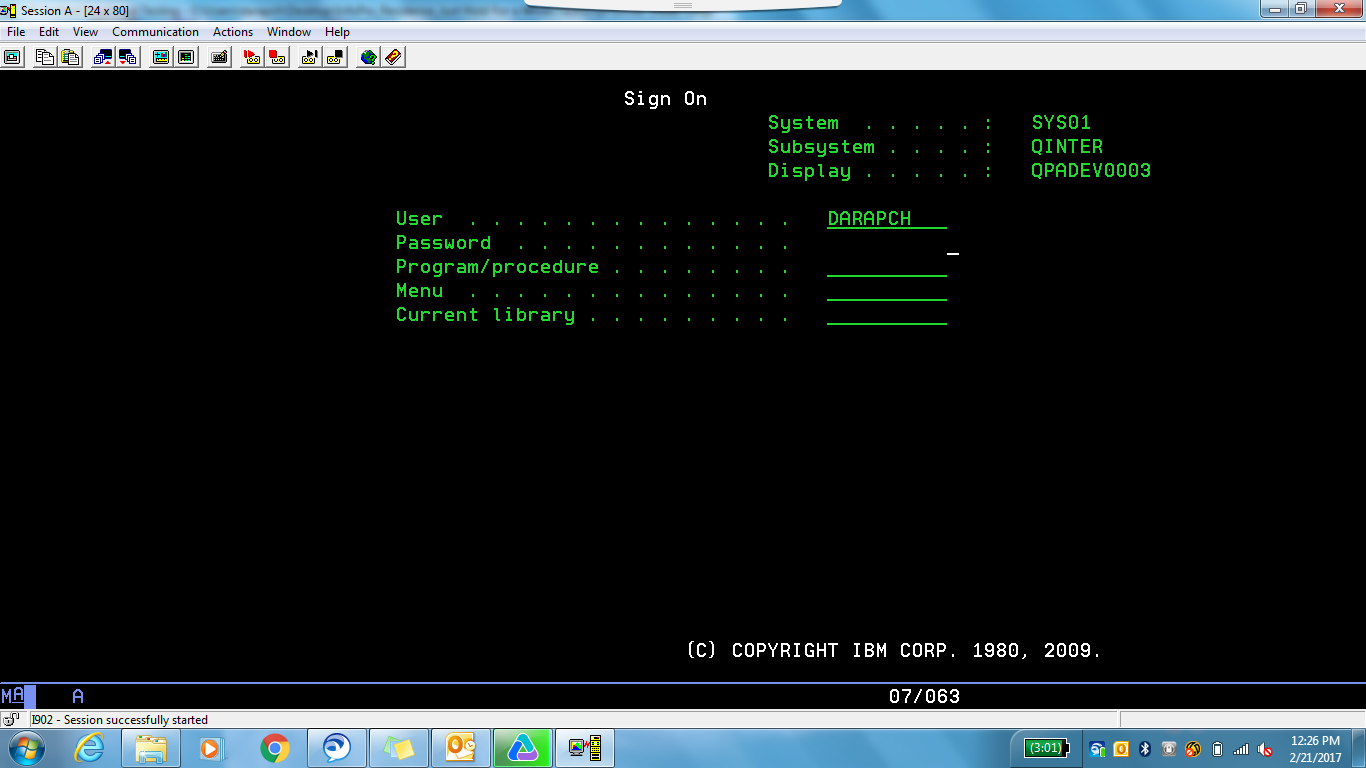 Session A - [24 x 80]
File Edit View Communication Actions Window Help
Sign On
System . . . . . : SYS01
Subsystem . . . . : QINTER
Display . . . . . : QPADEV0003
User . . . . . . . . . . . . . . DARAPCH
Password . . . . . . . . . . . .
Program/procedure . . . . . . . .
Menu . . . . . . . . . . . . . .
Current library . . . . . . . . .
(C) COPYRIGHT IBM CORP. 1980, 2009.
MA A 07/063
I902 - Session successfully started
(3:01) 12:26 PM
2/21/2017